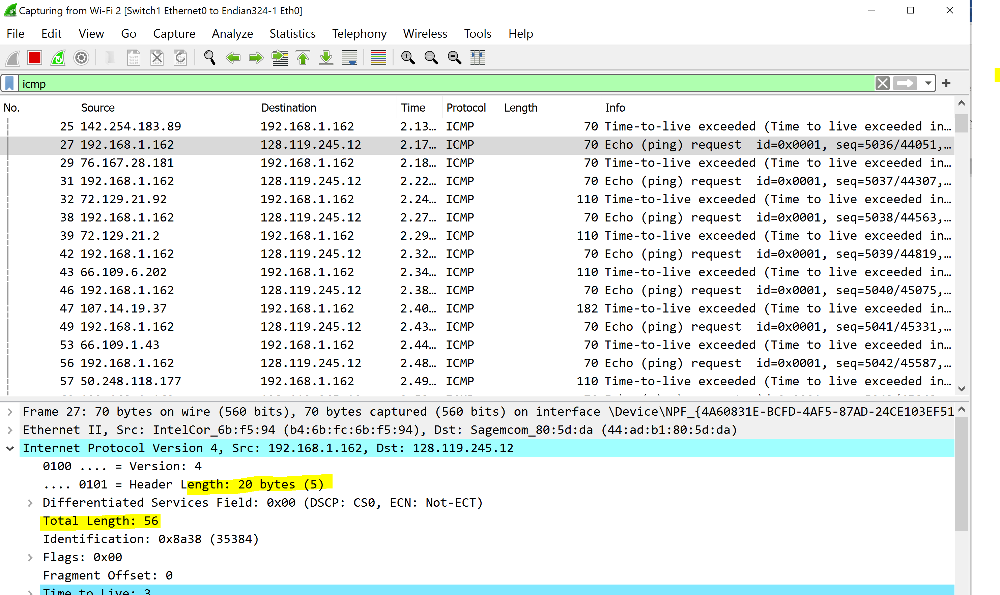 Capturing from Wi-Fi 2 [Switch1 Ethernet0 to Endian324-1 Eth0]
File Edit View Go Capture Analyze Statistics Telephony Wireless Tools Help
icmp
No. Source Destination Time Protocol Length Info
25 142.254.183.89 192.168.1.162 2.13… ICMP 70 Time-to-live exceeded (Time to live exceeded in…
27 192.168.1.162 128.119.245.12 2.17… ICMP 70 Echo (ping) request  id=0x0001, seq=5036/44051,…
29 76.167.28.181 192.168.1.162 2.18… ICMP 70 Time-to-live exceeded (Time to live exceeded in…
31 192.168.1.162 128.119.245.12 2.22… ICMP 70 Echo (ping) request  id=0x0001, seq=5037/44307,…
32 72.129.21.92 192.168.1.162 2.24… ICMP 110 Time-to-live exceeded (Time to live exceeded in…
38 192.168.1.162 128.119.245.12 2.27… ICMP 70 Echo (ping) request  id=0x0001, seq=5038/44563,…
39 72.129.21.2 192.168.1.162 2.29… ICMP 110 Time-to-live exceeded (Time to live exceeded in…
42 192.168.1.162 128.119.245.12 2.32… ICMP 70 Echo (ping) request  id=0x0001, seq=5039/44819,…
43 66.109.6.202 192.168.1.162 2.34… ICMP 110 Time-to-live exceeded (Time to live exceeded in…
46 192.168.1.162 128.119.245.12 2.38… ICMP 70 Echo (ping) request  id=0x0001, seq=5040/45075,…
47 107.14.19.37 192.168.1.162 2.40… ICMP 182 Time-to-live exceeded (Time to live exceeded in…
49 192.168.1.162 128.119.245.12 2.43… ICMP 70 Echo (ping) request  id=0x0001, seq=5041/45331,…
53 66.109.1.43 192.168.1.162 2.44… ICMP 70 Time-to-live exceeded (Time to live exceeded in…
56 192.168.1.162 128.119.245.12 2.48… ICMP 70 Echo (ping) request  id=0x0001, seq=5042/45587,…
57 50.248.118.177 192.168.1.162 2.49… ICMP 110 Time-to-live exceeded (Time to live exceeded in…
Frame 27: 70 bytes on wire (560 bits), 70 bytes captured (560 bits) on interface \Device\NPF_{4A60831E-BCFD-4AF5-87AD-24CE103EF51
Ethernet II, Src: IntelCor_6b:f5:94 (b4:6b:fc:6b:f5:94), Dst: Sagemcom_80:5d:da (44:ad:b1:80:5d:da)
Internet Protocol Version 4, Src: 192.168.1.162, Dst: 128.119.245.12
0100 .... = Version: 4
.... 0101 = Header Length: 20 bytes (5)
Differentiated Services Field: 0x00 (DSCP: CS0, ECN: Not-ECT)
Total Length: 56
Identification: 0x8a38 (35384)
Flags: 0x00
Fragment Offset: 0
Time to Live: 3